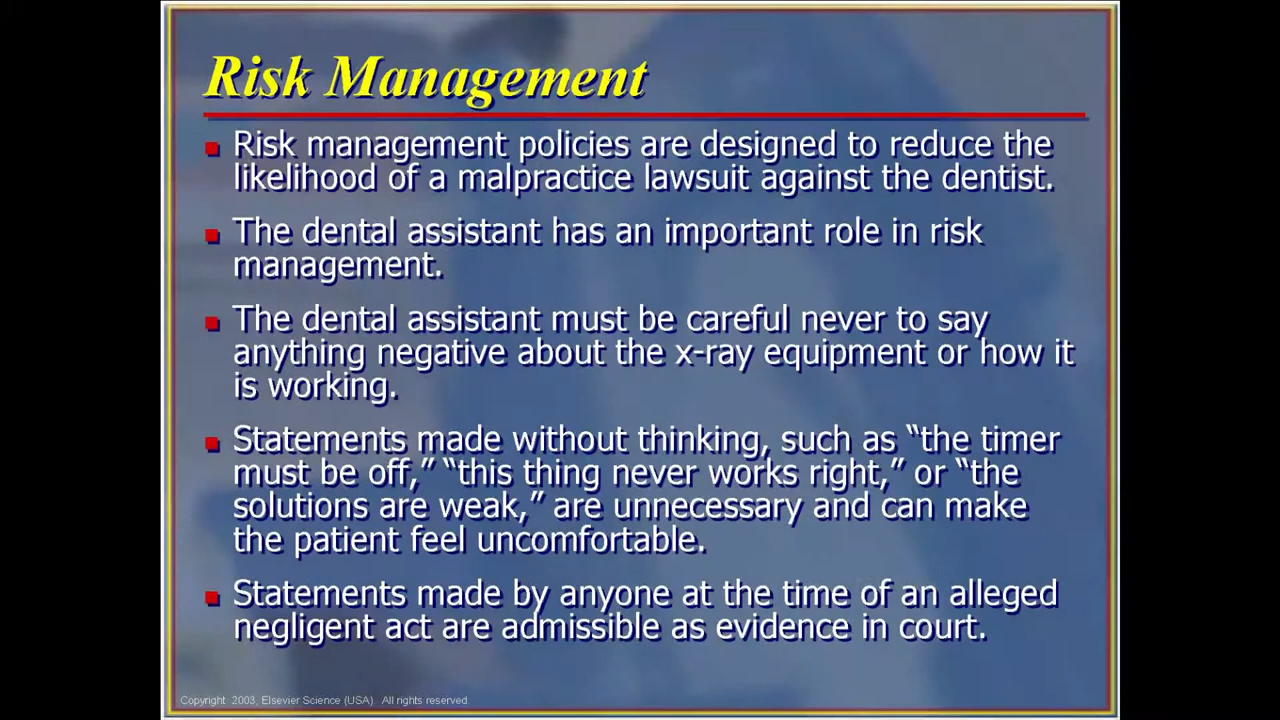 Risk Management
Risk management policies are designed to reduce the
likelihood of a malpractice lawsuit against the dentist.
The dental assistant has an important role in risk
management.
The dental assistant must be careful never to say
anything negative about the x-ray equipment or how it
is working.
Statements made without thinking, such as “the timer
must be off,” “this thing never works right,” or “the
solutions are weak,” are unnecessary and can make
the patient feel uncomfortable.
Statements made by anyone at the time of an alleged
negligent act are admissible as evidence in court.
Copyright 2003, Elsevier Science (USA). All rights reserved.